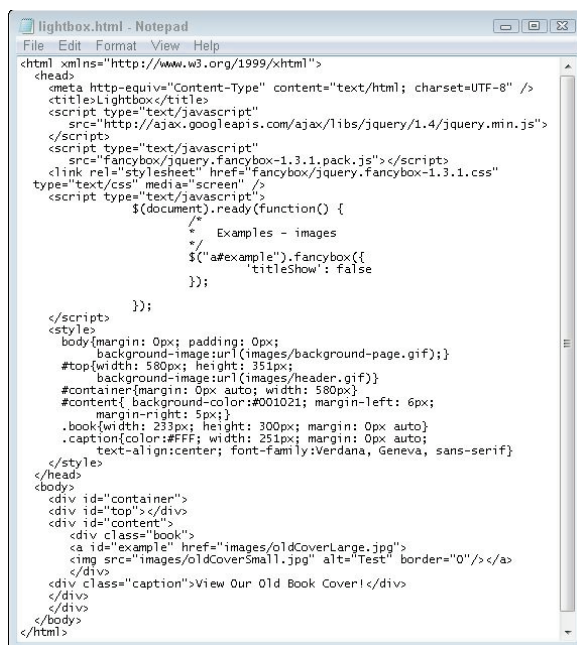 lightbox.html - Notepad
File Edit Format View Help
<html xmlns="http://www.w3.org/1999/xhtml">
<head>
<meta http-equiv="Content-Type" content="text/html; charset=UTF-8" />
<title>Lightbox</title>
<script type="text/javascript"
src="http://ajax.googleapis.com/ajax/libs/jquery/1.4/jquery.min.js">
</script>
<script type="text/javascript"
src="fancybox/jquery.fancybox-1.3.1.pack.js"></script>
<link rel="stylesheet" href="fancybox/jquery.fancybox-1.3.1.css"
type="text/css" media="screen" />
<script type="text/javascript">
$(document).ready(function() {
/*
* Examples - images
*/
$("a#example").fancybox({
'titleShow': false
});
});
</script>
<style>
body{margin: 0px; padding: 0px;
background-image:url(images/background-page.gif);}
#top{width: 580px; height: 351px;
background-image:url(images/header.gif)}
#container{margin: 0px auto; width: 580px}
#content{ background-color:#001021; margin-left: 6px;
margin-right: 5px;}
.book{width: 233px; height: 300px; margin: 0px auto}
.caption{color:#FFF; width: 251px; margin: 0px auto;
text-align:center; font-family:Verdana, Geneva, sans-serif}
</style>
</head>
<body>
<div id="container">
<div id="top"></div>
<div id="content">
<div class="book">
<a id="example" href="images/oldCoverLarge.jpg">
<img src="images/oldCoverSmall.jpg" alt="Test" border="0"/></a>
</div>
<div class="caption">View Our Old Book Cover!</div>
</div>
</div>
</body>
</html>